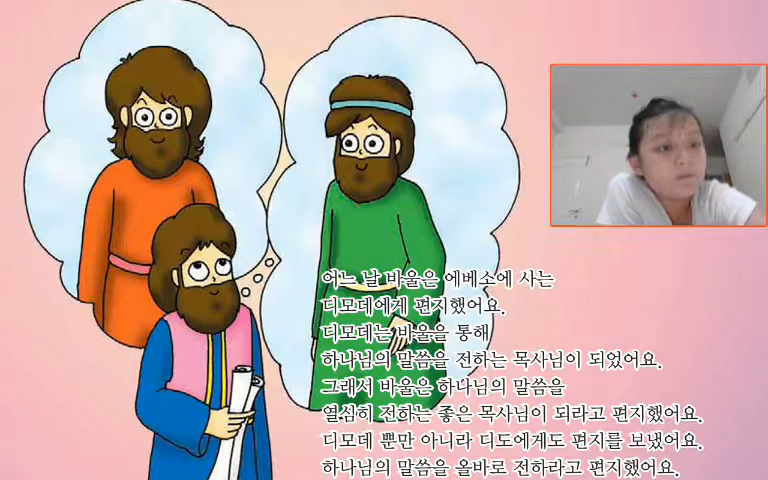 어느 날 바울은 에베소에 사는
디모데에게 편지했어요.
디모데는 바울을 통해
하나님의 말씀을 전하는 목사님이 되었어요.
그래서 바울은 하나님의 말씀을
열심히 전하는 좋은 목사님이 되라고 편지했어요.
디모데 뿐만 아니라 디도에게도 편지를 보냈어요.
하나님의 말씀을 올바로 전하라고 편지했어요.